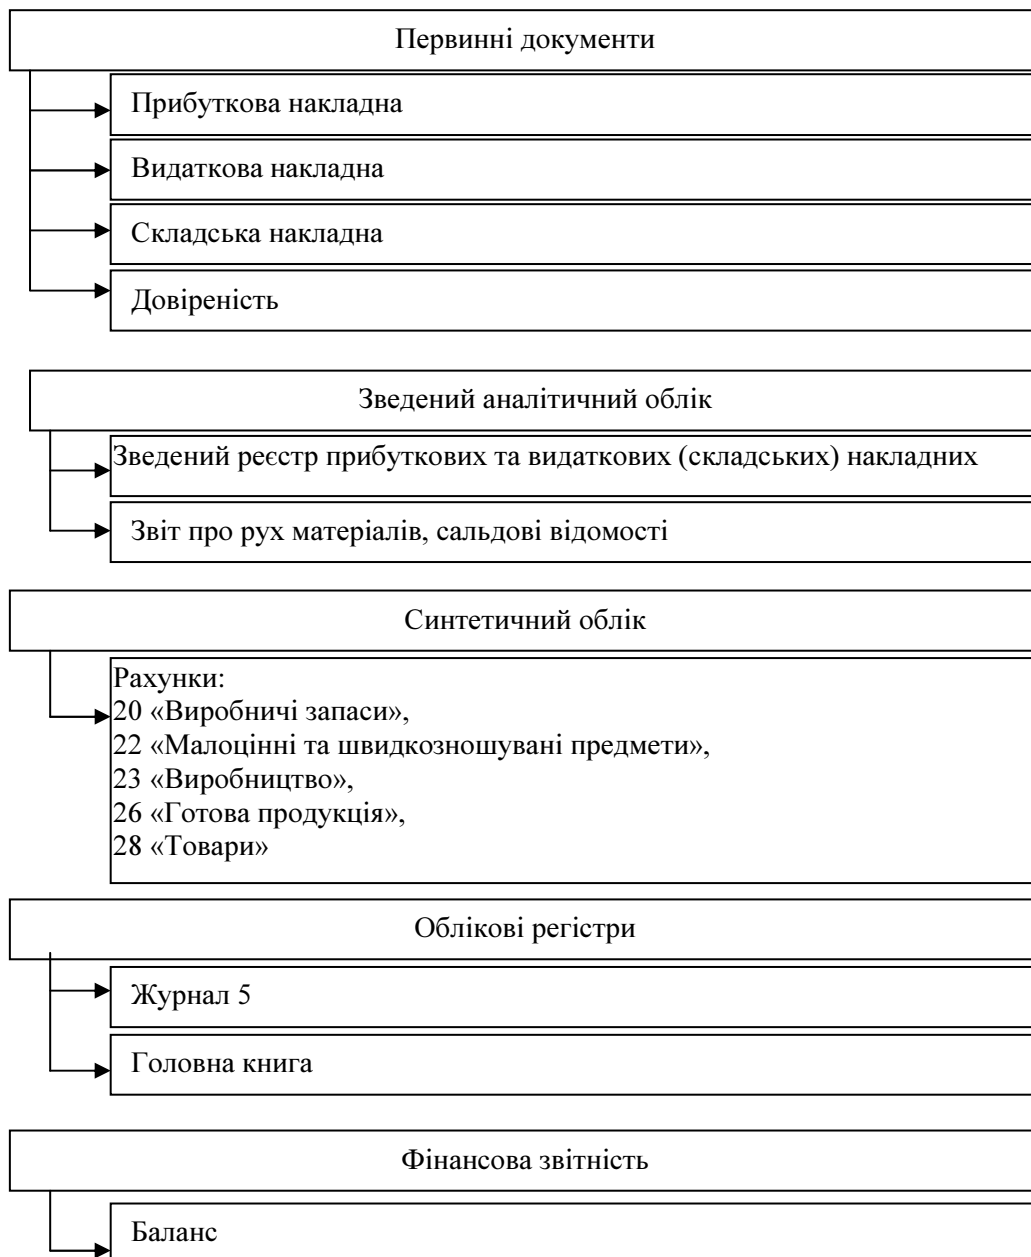 Первинні документи
Прибуткова накладна
Видаткова накладна
Складська накладна
Довіреність
Зведений аналітичний облік
Зведений реєстр прибуткових та видаткових (складських) накладних
Звіт про рух матеріалів, сальдові відомості
Синтетичний облік
Рахунки:
20 «Виробничі запаси»,
22 «Малоцінні та швидкозношувані предмети»,
23 «Виробництво»,
26 «Готова продукція»,
28 «Товари»
Облікові регістри
Журнал 5
Головна книга
Фінансова звітність
Баланс